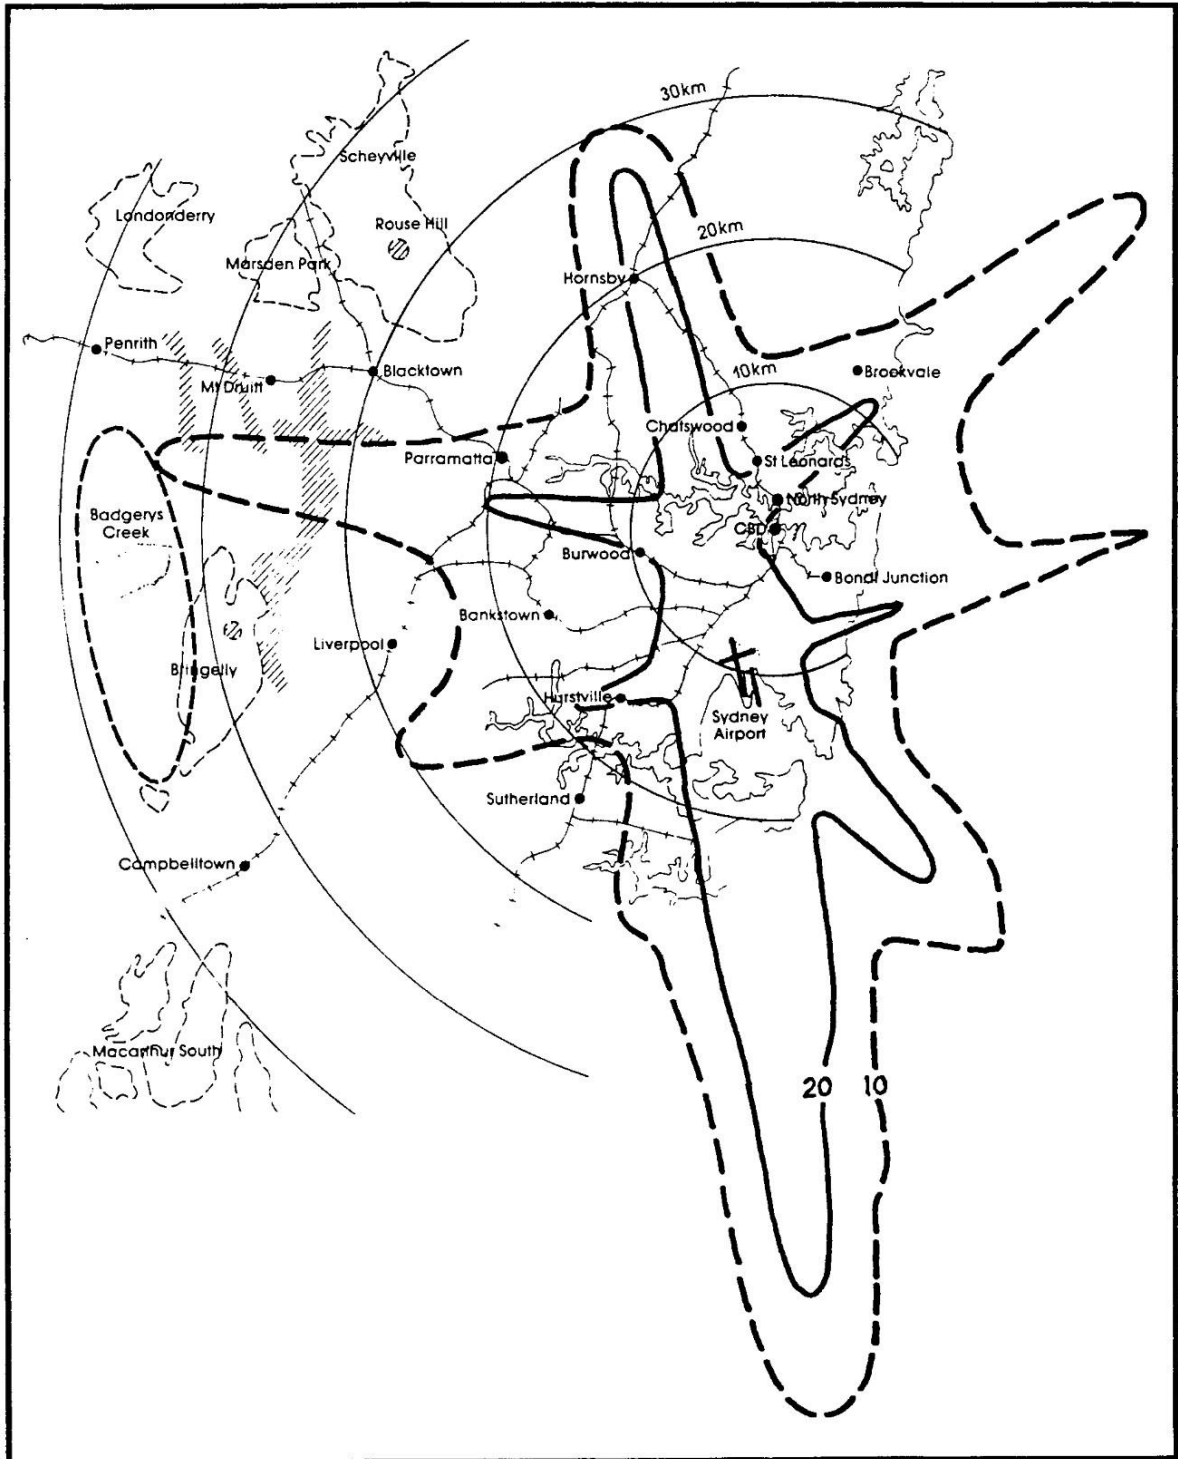 30km
Scheyville
Londonderry
Rouse Hill
20km
Marsden Park
Hornsby
Penrith
10km
Blacktown
Brookvale
Mt Druitt
Chatswood
Parramatta
St Leonards
North Sydney
Badgerys
Creek
CBD
Burwood
Bondi Junction
Bankstown
Liverpool
Bringelly
Hurstville
Sydney
Airport
Sutherland
Campbelltown
Macarthur South
20
10